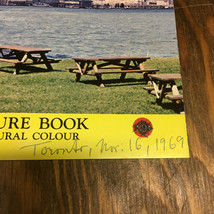 URE BOOK
URAL COLOUR
Toronto, Nov. 16, 1969